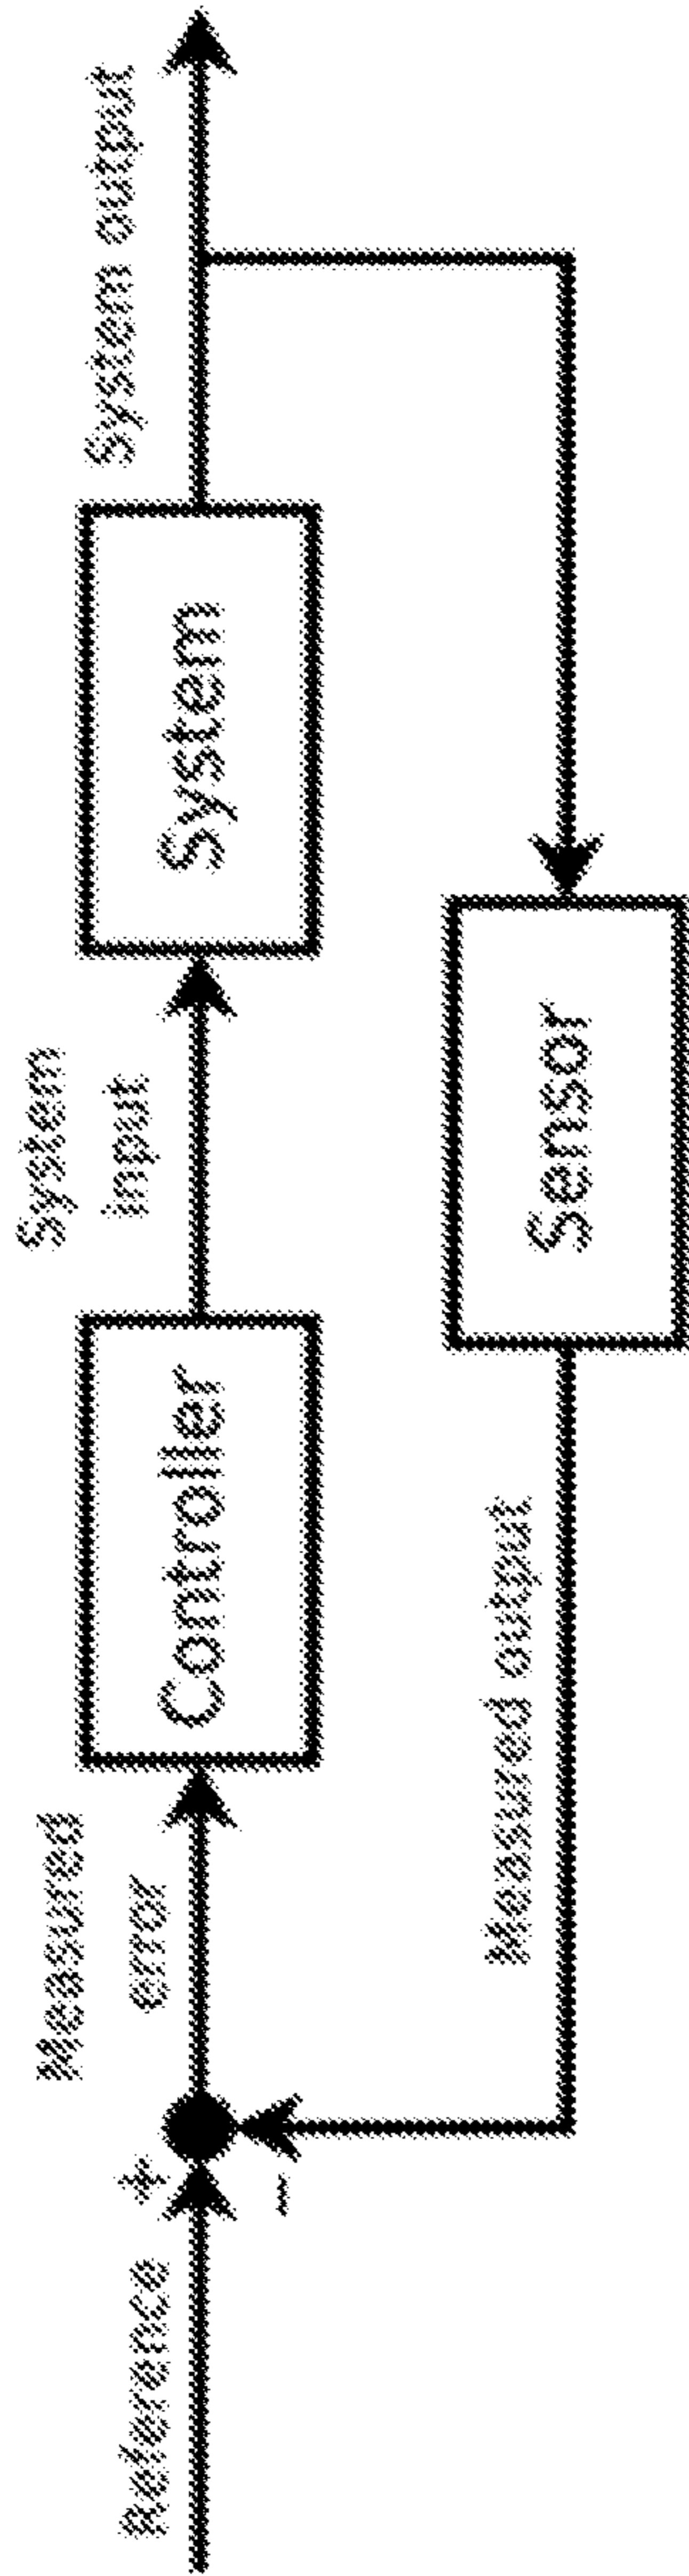 Reference
+
–
Measured
error
Controller
System
input
System
System output
Sensor
Measured output